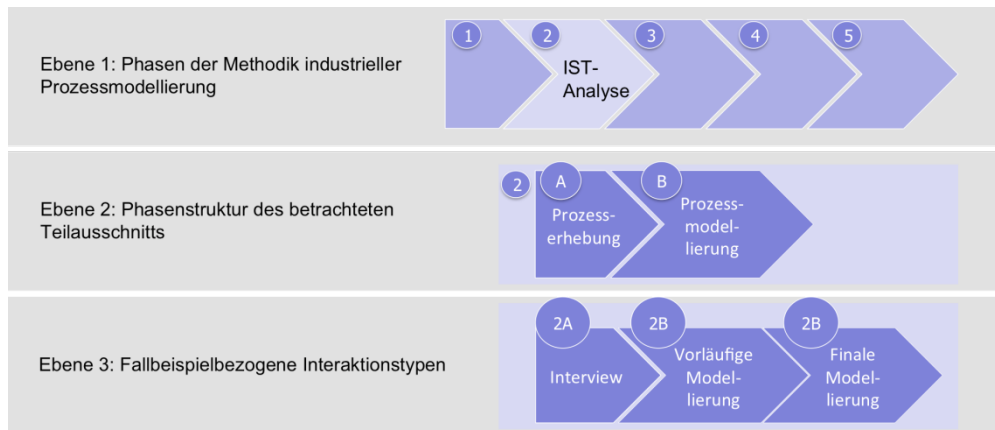 Ebene 1: Phasen der Methodik industrieller
Prozessmodellierung
1
2
IST-
Analyse
3
4
5
Ebene 2: Phasenstruktur des betrachteten
Teilausschnitts
2
A
Prozess-
erhebung
B
Prozess-
model-
lierung
Ebene 3: Fallbeispielbezogene Interaktionstypen
2A
Interview
2B
Vorläufige
Model-
lierung
2B
Finale
Model-
lierung